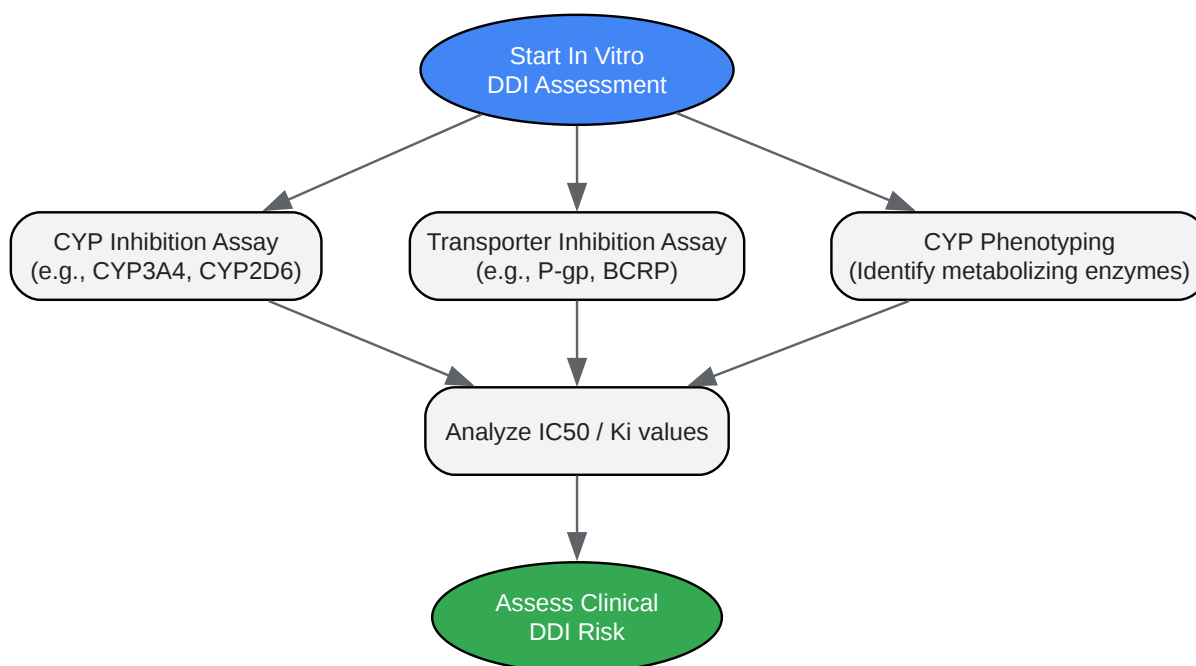 Start In Vitro
DDI Assessment
CYP Inhibition Assay
(e.g., CYP3A4, CYP2D6)
Transporter Inhibition Assay
(e.g., P-gp, BCRP)
CYP Phenotyping
(Identify metabolizing enzymes)
Analyze IC50 / Ki values
Assess Clinical
DDI Risk